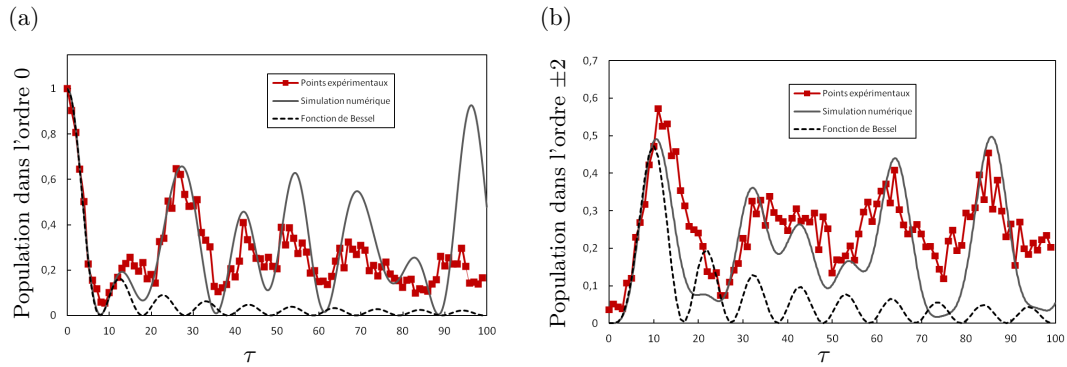 (a)
Population dans l'ordre 0
1
0,8
0,6
0,4
0,2
0
0 10 20 30 40 50 60 70 80 90 100
τ
Points expérimentaux
Simulation numérique
Fonction de Bessel
(b)
Population dans l'ordre ±2
0,7
0,6
0,5
0,4
0,3
0,2
0,1
0
0 10 20 30 40 50 60 70 80 90 100
τ
Points expérimentaux
Simulation numérique
Fonction de Bessel